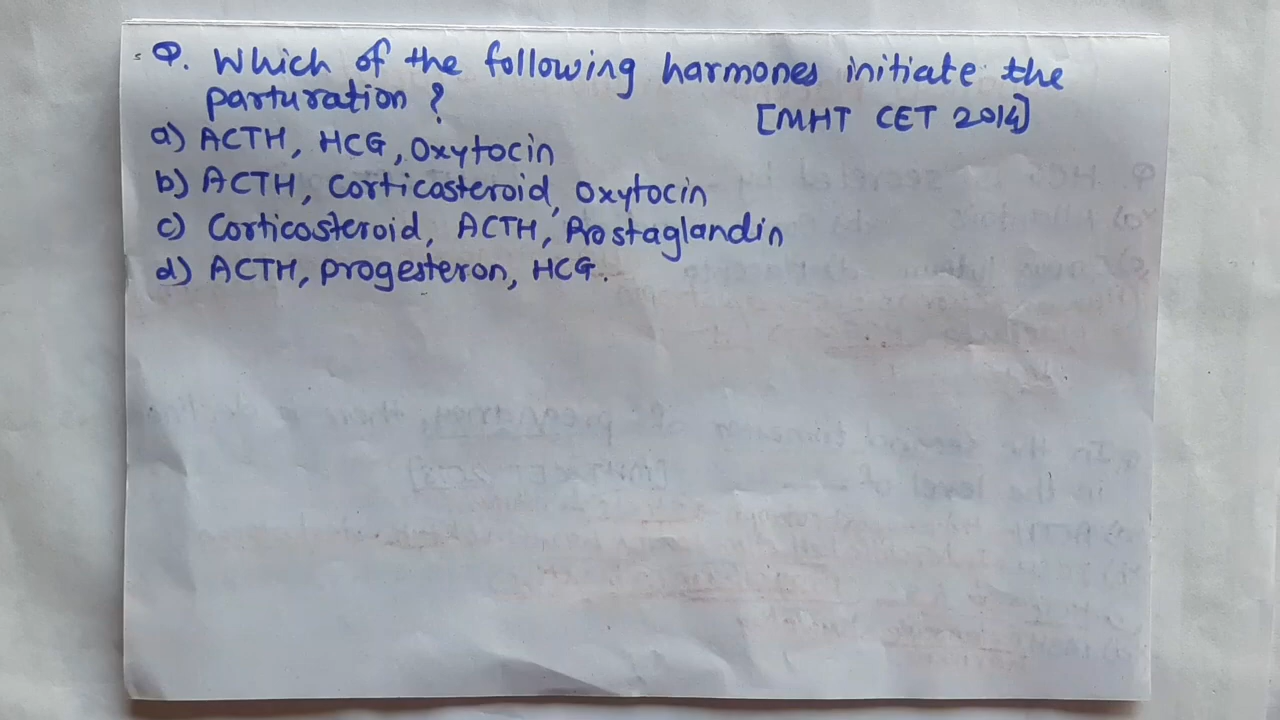 Q. Which of the following harmones initiate the
parturation ?
[MHT CET 2014]
a) ACTH, HCG, Oxytocin
b) ACTH, Corticosteroid, Oxytocin
c) Corticosteroid, ACTH, Prostaglandin
d) ACTH, Progesteron, HCG.